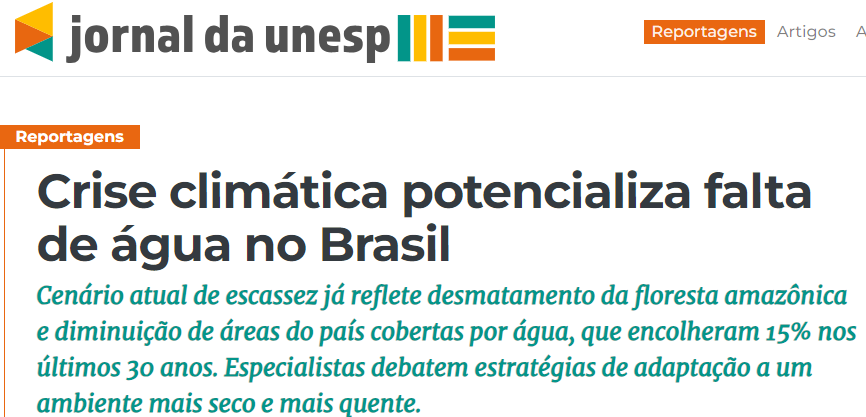 jornal da unesp
Reportagens Artigos A
Reportagens
Crise climática potencializa falta
de água no Brasil
Cenário atual de escassez já reflete desmatamento da floresta amazônica
e diminuição de áreas do país cobertas por água, que encolheram 15% nos
últimos 30 anos. Especialistas debatem estratégias de adaptação a um
ambiente mais seco e mais quente.